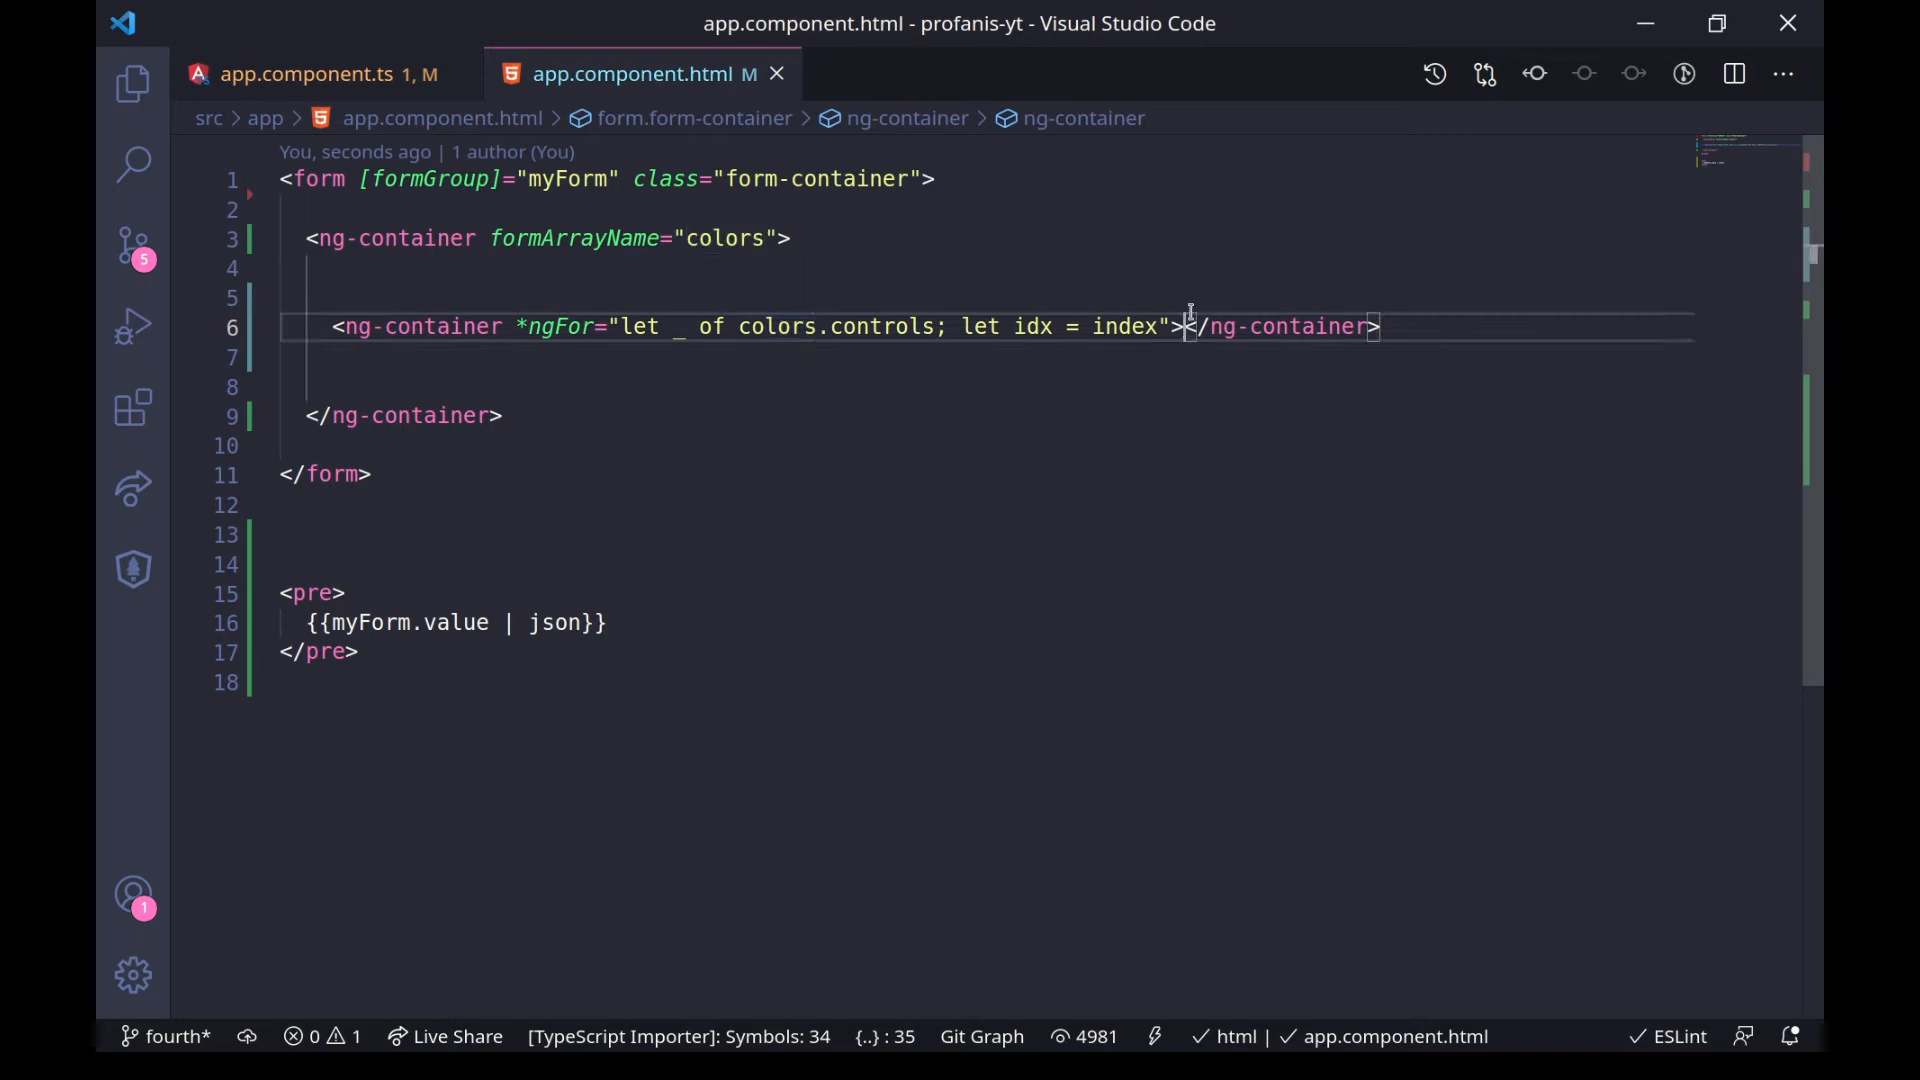 app.component.html - profanis-yt - Visual Studio Code
app.component.ts 1, M
app.component.html M
src > app > app.component.html > form.form-container > ng-container > ng-container
You, seconds ago | 1 author (You)
1 <form [formGroup]="myForm" class="form-container">
2
3 <ng-container formArrayName="colors">
4
5
6 <ng-container *ngFor="let _ of colors.controls; let idx = index"></ng-container>
7
8
9 </ng-container>
10
11 </form>
12
13
14
15 <pre>
16 {{myForm.value | json}}
17 </pre>
18
5
1
fourth* 0 1 Live Share [TypeScript Importer]: Symbols: 34 {..} : 35 Git Graph 4981 html | app.component.html ESLint